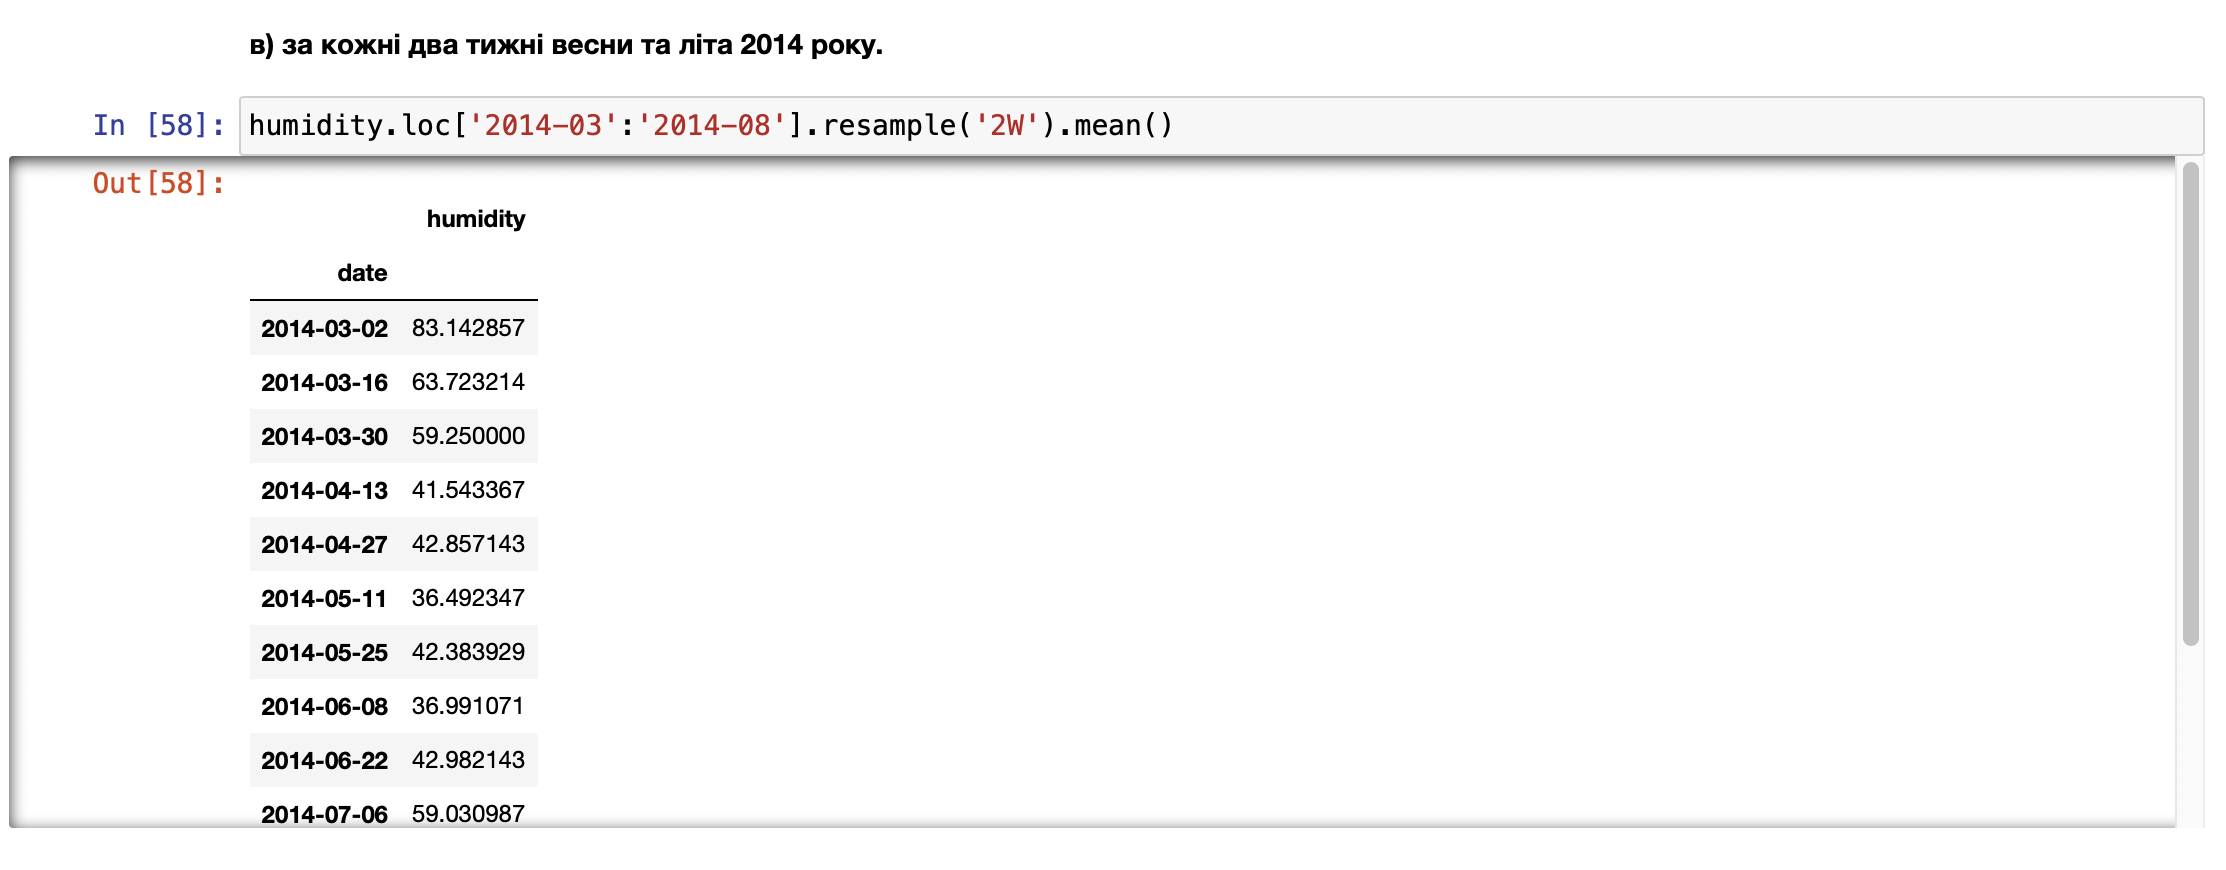 в) за кожні два тижні весни та літа 2014 року.
In [58]: humidity.loc['2014-03':'2014-08'].resample('2W').mean()
Out[58]:
humidity
date
2014-03-02 83.142857
2014-03-16 63.723214
2014-03-30 59.250000
2014-04-13 41.543367
2014-04-27 42.857143
2014-05-11 36.492347
2014-05-25 42.383929
2014-06-08 36.991071
2014-06-22 42.982143
2014-07-06 59.030987